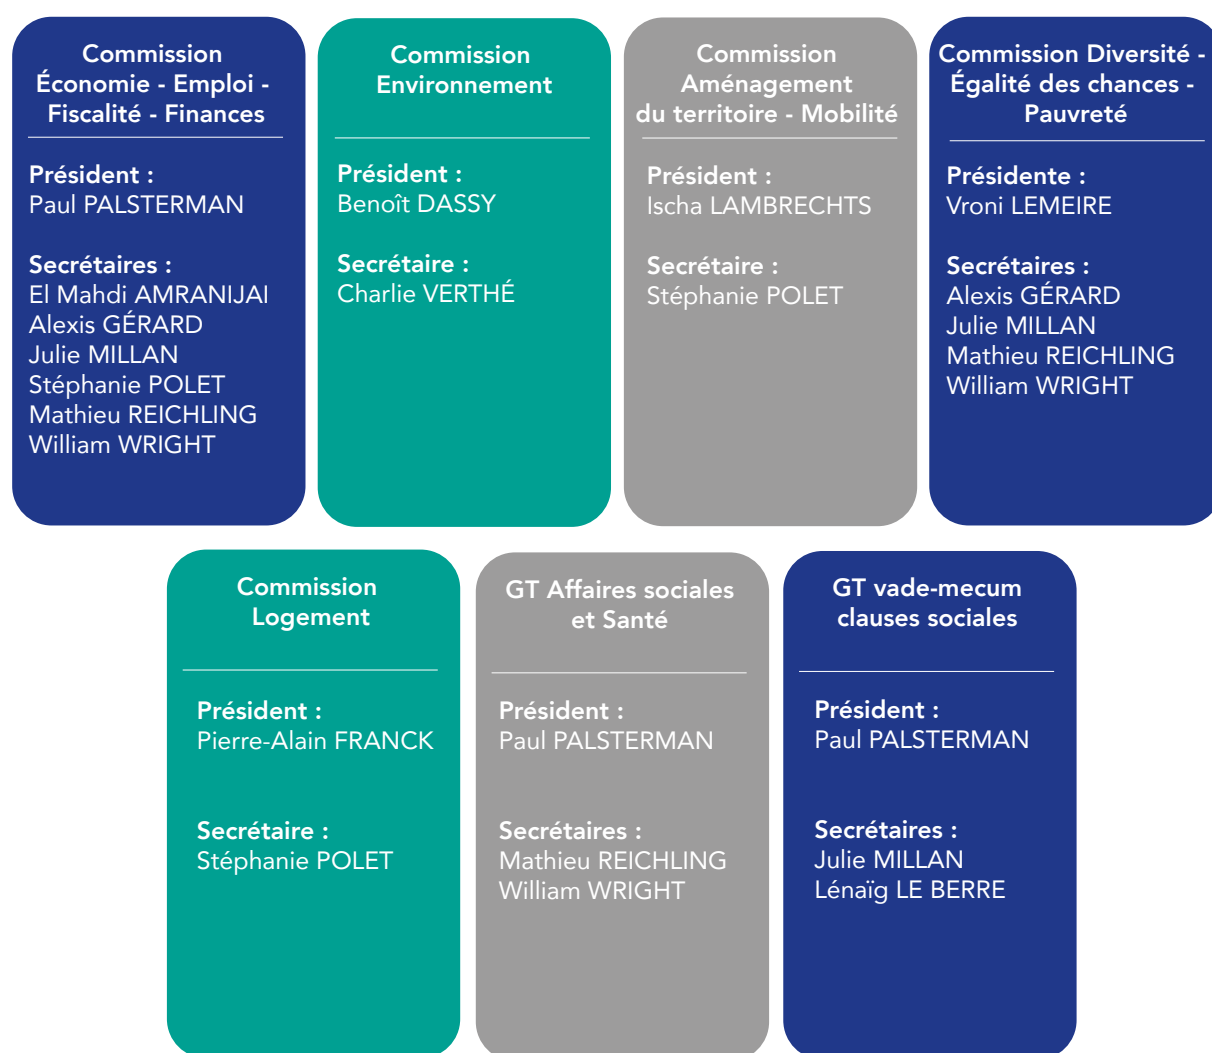 Commission
Économie - Emploi -
Fiscalité - Finances
Président :
Paul PALSTERMAN
Secrétaires :
El Mahdi AMRANIJAI
Alexis GÉRARD
Julie MILLAN
Stéphanie POLET
Mathieu REICHLING
William WRIGHT
Commission
Environnement
Président :
Benoît DASSY
Secrétaire :
Charlie VERTHÉ
Commission
Aménagement
du territoire - Mobilité
Président :
Ischa LAMBRECHTS
Secrétaire :
Stéphanie POLET
Commission Diversité -
Égalité des chances -
Pauvreté
Présidente :
Vroni LEMEIRE
Secrétaires :
Alexis GÉRARD
Julie MILLAN
Mathieu REICHLING
William WRIGHT
Commission
Logement
Président :
Pierre-Alain FRANCK
Secrétaire :
Stéphanie POLET
GT Affaires sociales
et Santé
Président :
Paul PALSTERMAN
Secrétaires :
Mathieu REICHLING
William WRIGHT
GT vade-mecum
clauses sociales
Président :
Paul PALSTERMAN
Secrétaires :
Julie MILLAN
Lénaïg LE BERRE